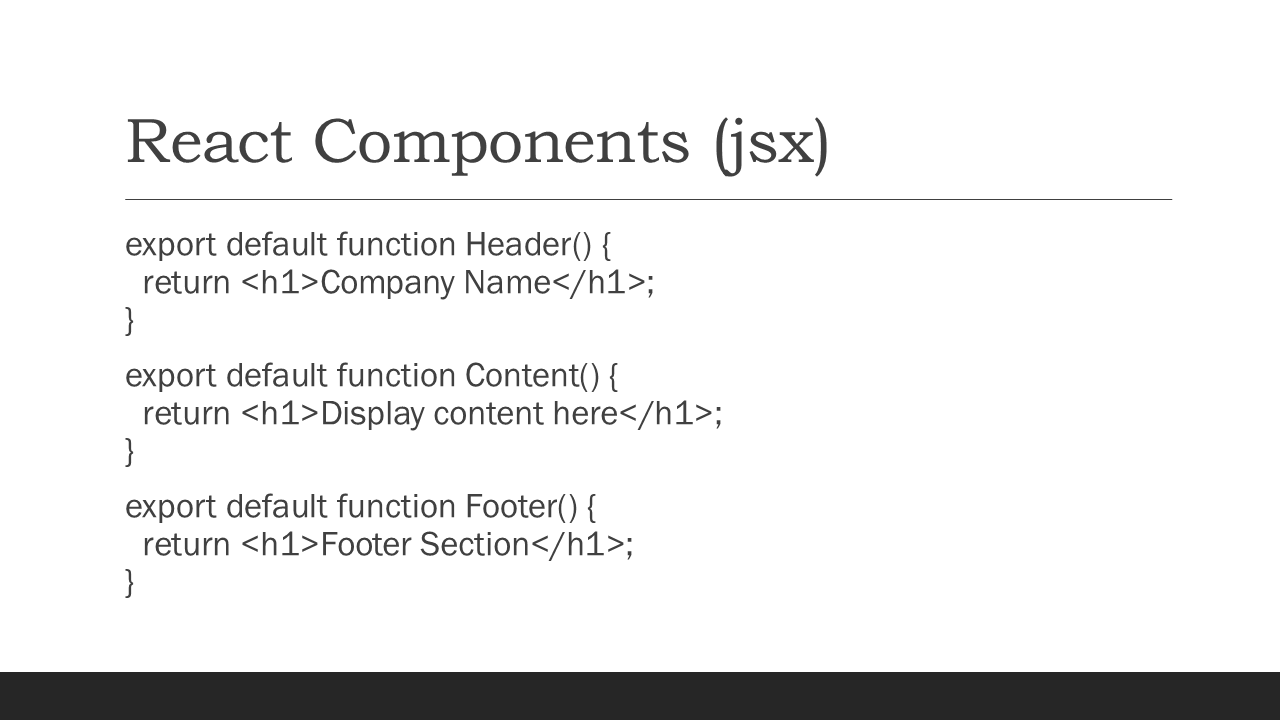 React Components (jsx)
export default function Header() {
  return <h1>Company Name</h1>;
}
export default function Content() {
  return <h1>Display content here</h1>;
}
export default function Footer() {
  return <h1>Footer Section</h1>;
}